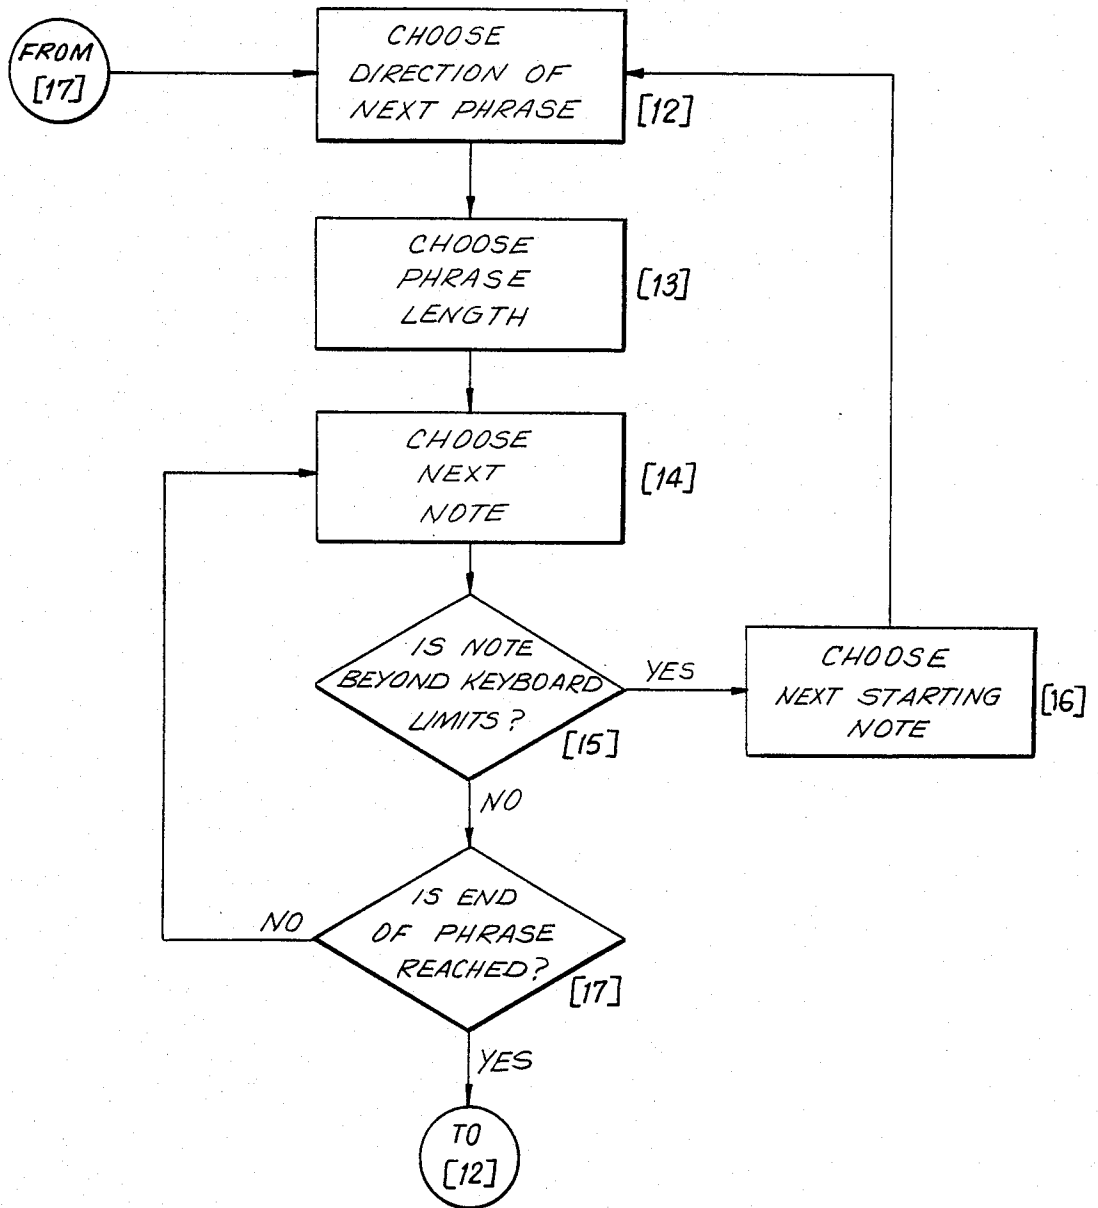 FROM
[17]
CHOOSE
DIRECTION OF
NEXT PHRASE
[12]
CHOOSE
PHRASE
LENGTH
[13]
CHOOSE
NEXT
NOTE
[14]
IS NOTE
BEYOND KEYBOARD
LIMITS?
[15]
YES
CHOOSE
NEXT STARTING
NOTE
[16]
NO
IS END
OF PHRASE
REACHED?
[17]
NO
YES
TO
[12]